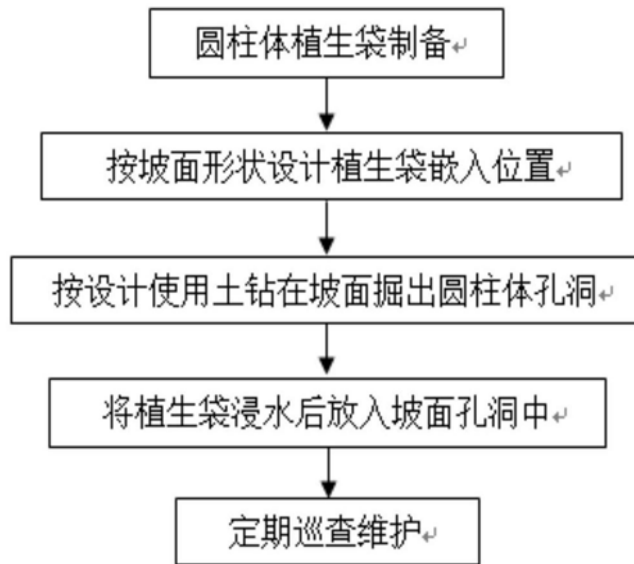 圆柱体植生袋制备
按坡面形状设计植生袋嵌入位置
按设计使用土钻在坡面掘出圆柱体孔洞
将植生袋浸水后放入坡面孔洞中
定期巡查维护